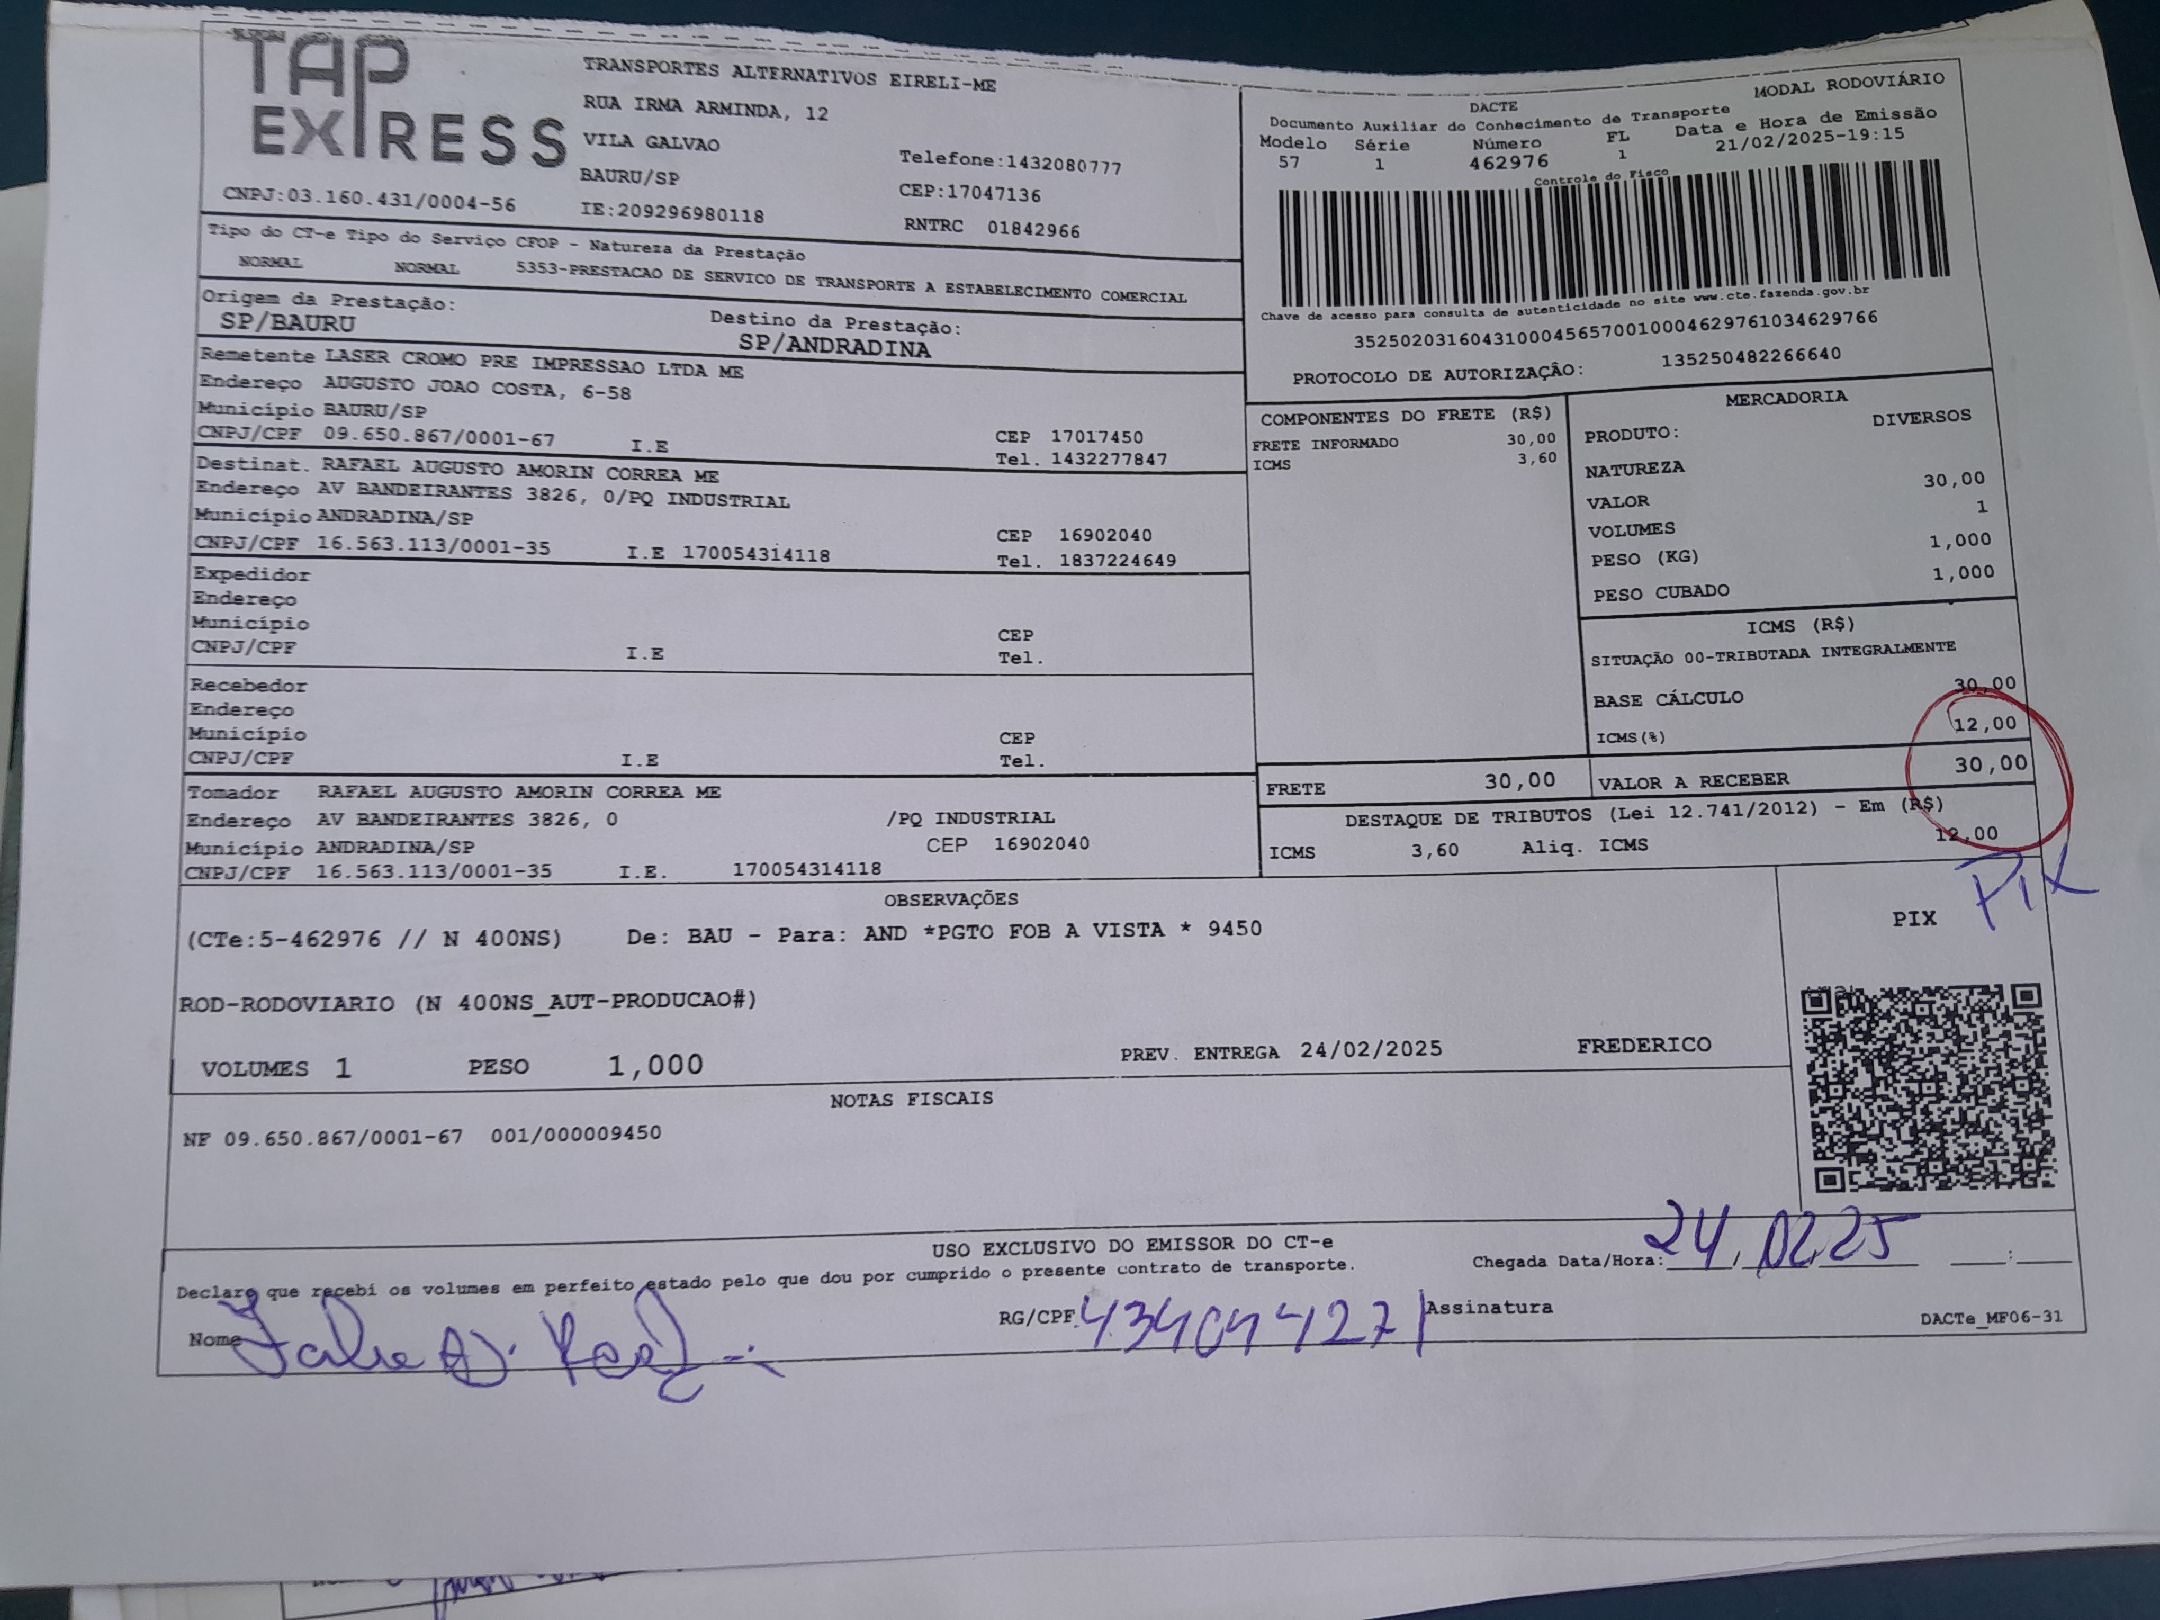 TAP EXPRESS
TRANSPORTES ALTERNATIVOS EIRELI-ME
RUA IRMA ARMINDA, 12
VILA GALVAO
BAURU/SP
Telefone:1432080777
CEP:17047136
CNPJ:03.160.431/0004-56
IE:209296980118
RNTRC 01842966
MODAL RODOVIÁRIO
DACTE
Documento Auxiliar do Conhecimento de Transporte
Modelo Série Número FL Data e Hora de Emissão
57 1 462976 1 21/02/2025-19:15
Controle do Fisco
Chave de acesso para consulta de autenticidade no site www.cte.fazenda.gov.br
35250203160431000456570010004629761034629766
PROTOCOLO DE AUTORIZAÇÃO: 135250482266640
Tipo do CT-e Tipo do Serviço CFOP - Natureza da Prestação
NORMAL NORMAL 5353-PRESTACAO DE SERVICO DE TRANSPORTE A ESTABELECIMENTO COMERCIAL
Origem da Prestação: Destino da Prestação:
SP/BAURU SP/ANDRADINA
Remetente LASER CROMO PRE IMPRESSAO LTDA ME
Endereço AUGUSTO JOAO COSTA, 6-58
Município BAURU/SP CEP 17017450
CNPJ/CPF 09.650.867/0001-67 I.E Tel. 1432277847
Destinat. RAFAEL AUGUSTO AMORIN CORREA ME
Endereço AV BANDEIRANTES 3826, 0/PQ INDUSTRIAL
Município ANDRADINA/SP CEP 16902040
CNPJ/CPF 16.563.113/0001-35 I.E 170054314118 Tel. 1837224649
Expedidor
Endereço
Município CEP
CNPJ/CPF I.E Tel.
Recebedor
Endereço
Município CEP
CNPJ/CPF I.E Tel.
Tomador RAFAEL AUGUSTO AMORIN CORREA ME
Endereço AV BANDEIRANTES 3826, 0 /PQ INDUSTRIAL
Município ANDRADINA/SP CEP 16902040
CNPJ/CPF 16.563.113/0001-35 I.E. 170054314118
COMPONENTES DO FRETE (R$)
FRETE INFORMADO 30,00
ICMS 3,60
MERCADORIA
PRODUTO: DIVERSOS
NATUREZA
VALOR 30,00
VOLUMES 1
PESO (KG) 1,000
PESO CUBADO 1,000
ICMS (R$)
SITUAÇÃO 00-TRIBUTADA INTEGRALMENTE
BASE CÁLCULO 30,00
ICMS(%) 12,00
FRETE 30,00 VALOR A RECEBER 30,00
DESTAQUE DE TRIBUTOS (Lei 12.741/2012) - Em (R$)
ICMS 3,60 Aliq. ICMS 12,00
OBSERVAÇÕES
(CTe:5-462976 // N 400NS) De: BAU - Para: AND *PGTO FOB A VISTA * 9450
ROD-RODOVIARIO (N 400NS_AUT-PRODUCAO#)
VOLUMES 1 PESO 1,000 PREV. ENTREGA 24/02/2025 FREDERICO
PIX
PIX
NOTAS FISCAIS
NF 09.650.867/0001-67 001/000009450
USO EXCLUSIVO DO EMISSOR DO CT-e
Declaro que recebi os volumes em perfeito estado pelo que dou por cumprido o presente contrato de transporte.
Chegada Data/Hora: 24/02/25 :
Nome RG/CPF Assinatura
DACTe_MF06-31